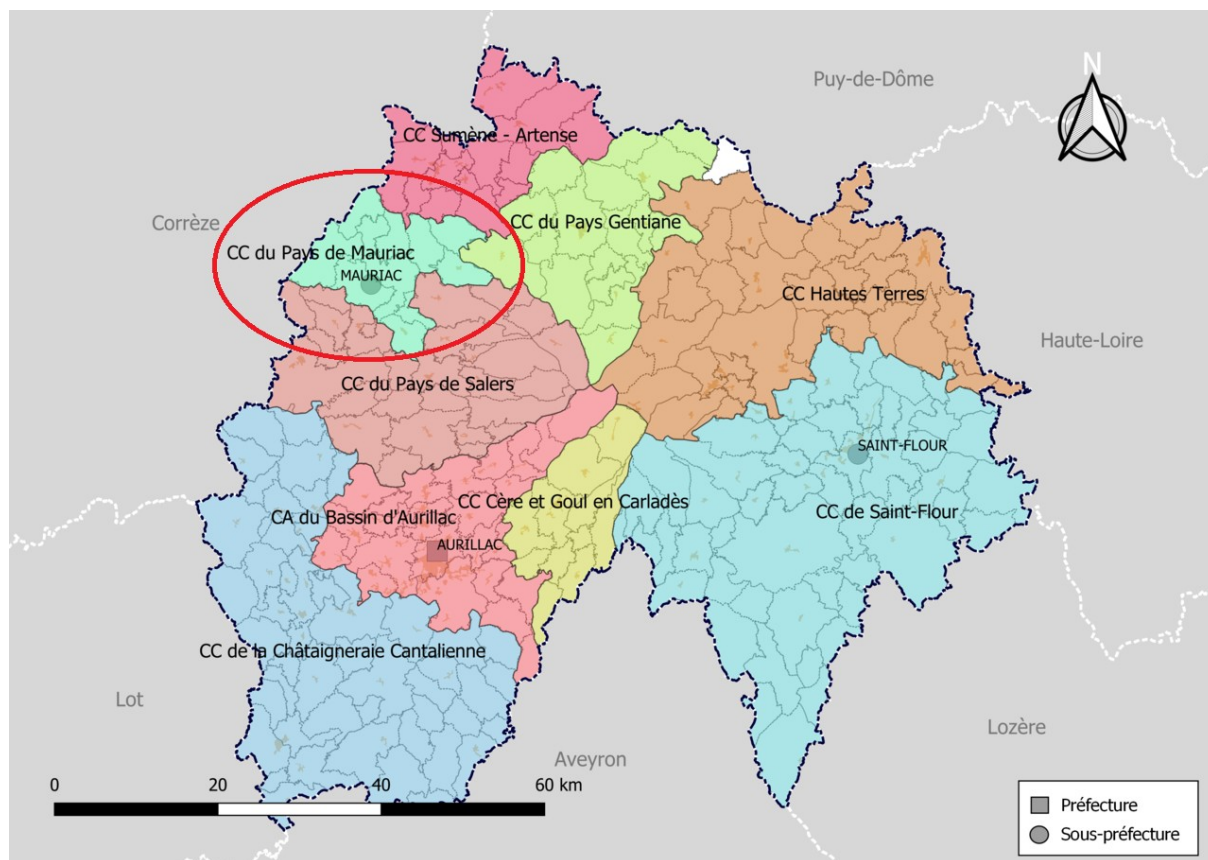 N
Puy-de-Dôme
CC Sumène - Artense
Corrèze
CC du Pays Gentiane
CC du Pays de Mauriac
MAURIAC
CC Hautes Terres
Haute-Loire
CC du Pays de Salers
SAINT-FLOUR
CC Cère et Goul en Carladès
CC de Saint-Flour
CA du Bassin d'Aurillac
AURILLAC
CC de la Châtaigneraie Cantalienne
Lot
Lozère
Aveyron
0 20 40 60 km
Préfecture
Sous-préfecture